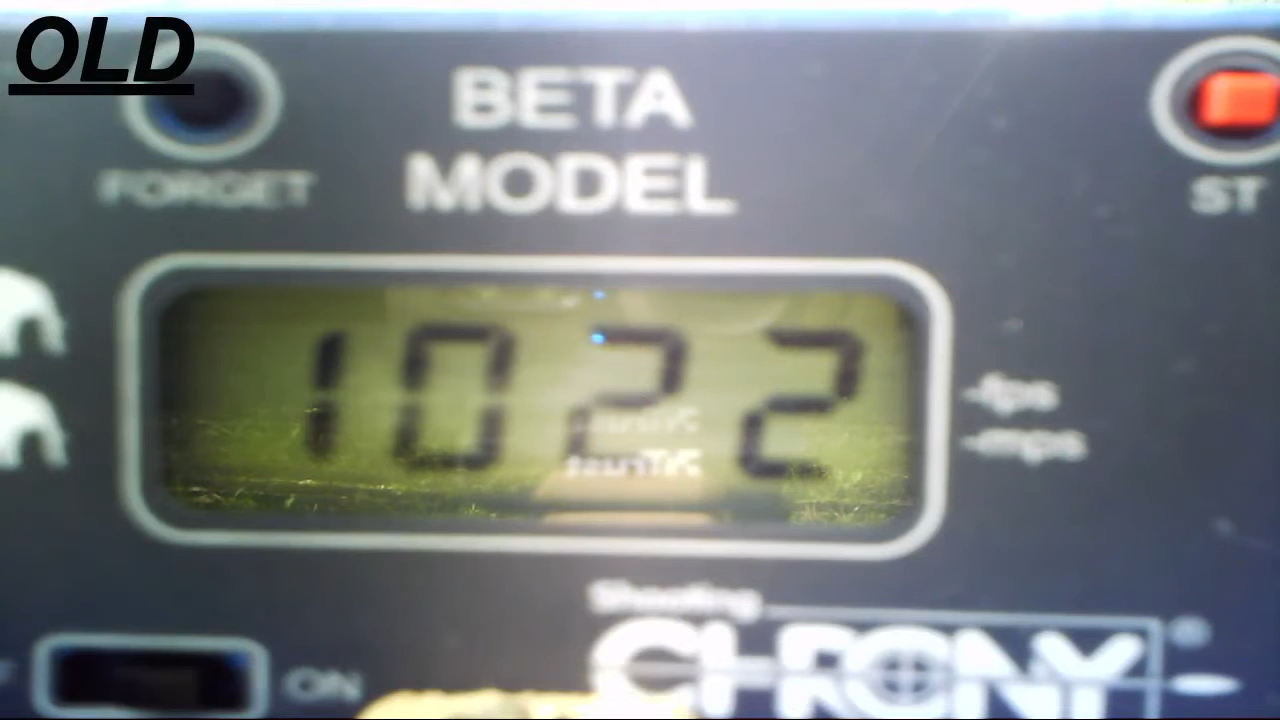 OLD
BETA
MODEL
FORGET
ST
1022
-fps
-mps
Shooting
CHRONY®
ON